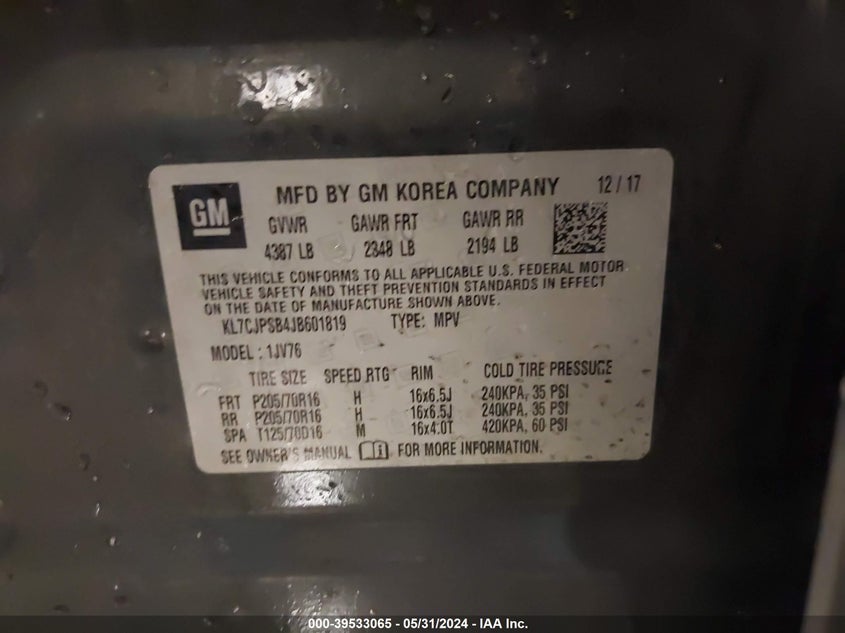 GM
MFD BY GM KOREA COMPANY 12 / 17
GVWR GAWR FRT GAWR RR
4387 LB 2348 LB 2194 LB
THIS VEHICLE CONFORMS TO ALL APPLICABLE U.S. FEDERAL MOTOR
VEHICLE SAFETY AND THEFT PREVENTION STANDARDS IN EFFECT
ON THE DATE OF MANUFACTURE SHOWN ABOVE.
KL7CJPSB4JB601819 TYPE: MPV
MODEL : 1JV76
TIRE SIZE SPEED RTG RIM COLD TIRE PRESSURE
FRT P205/70R16 H 16x6.5J 240KPA, 35 PSI
RR P205/70R16 H 16x6.5J 240KPA, 35 PSI
SPA T125/70D16 M 16x4.0T 420KPA, 60 PSI
SEE OWNER'S MANUAL FOR MORE INFORMATION.
000-39533065 - 05/31/2024 - IAA Inc.